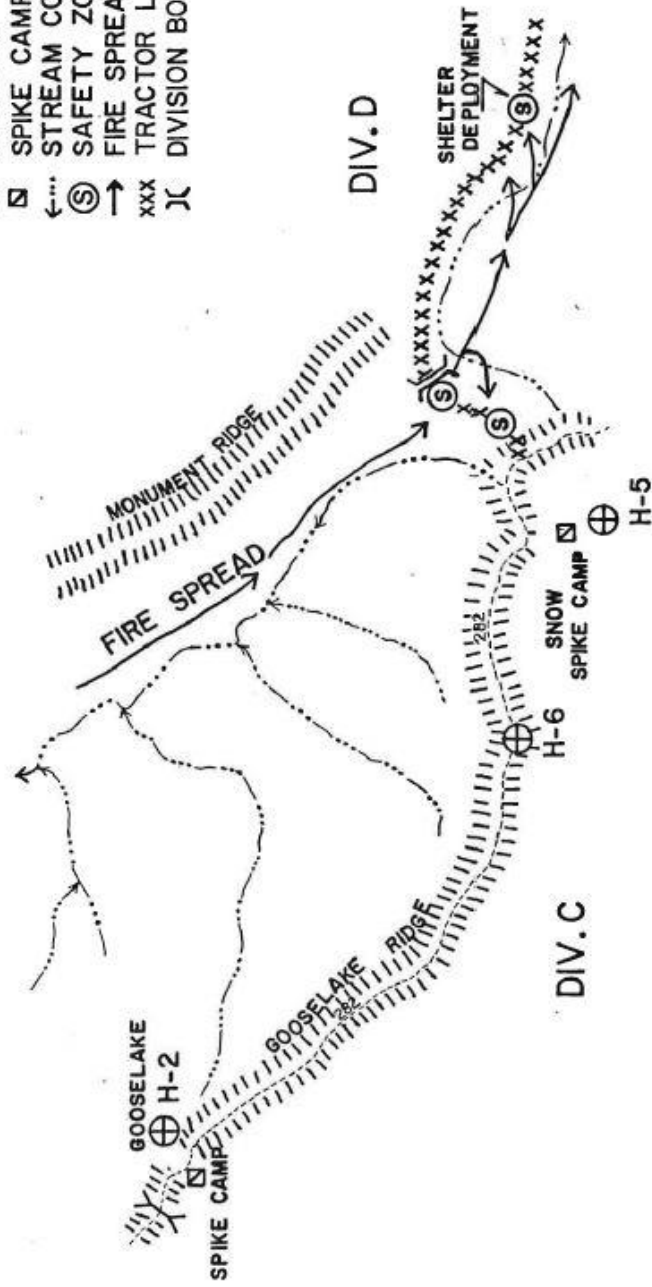 SPIKE CAMP
STREAM CO
SAFETY ZO
FIRE SPREA
xxx TRACTOR L
DIVISION BO
DIV. D
SHELTER
DEPLOYMENT
S
MONUMENT RIDGE
FIRE SPREAD
S
S
H-5
SNOW
SPIKE CAMP
282
H-6
DIV. C
GOOSELAKE RIDGE
282
GOOSELAKE
H-2
SPIKE CAMP